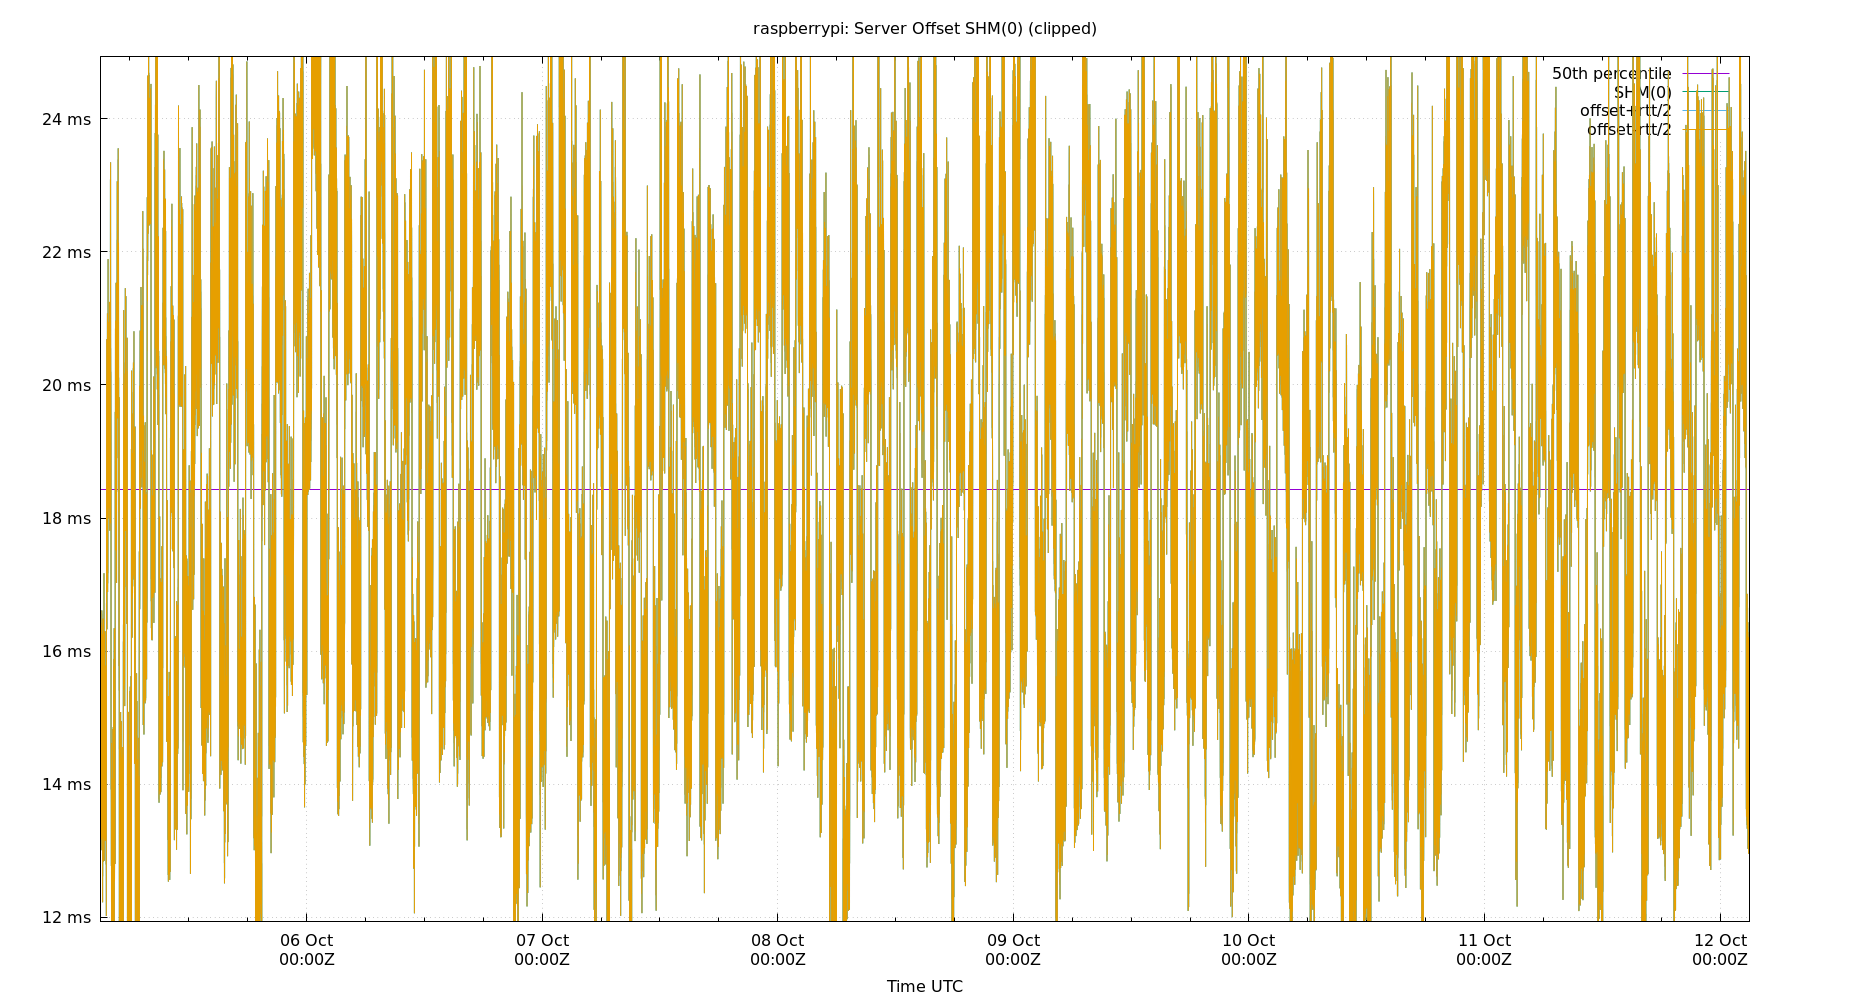 raspberrypi: Server Offset SHM(0) (clipped)
50th percentile
SHM(0)
offset+rtt/2
offset-rtt/2
24 ms
22 ms
20 ms
18 ms
16 ms
14 ms
12 ms
06 Oct 07 Oct 08 Oct 09 Oct 10 Oct 11 Oct 12 Oct
00:00Z 00:00Z 00:00Z 00:00Z 00:00Z 00:00Z 00:00Z
Time UTC